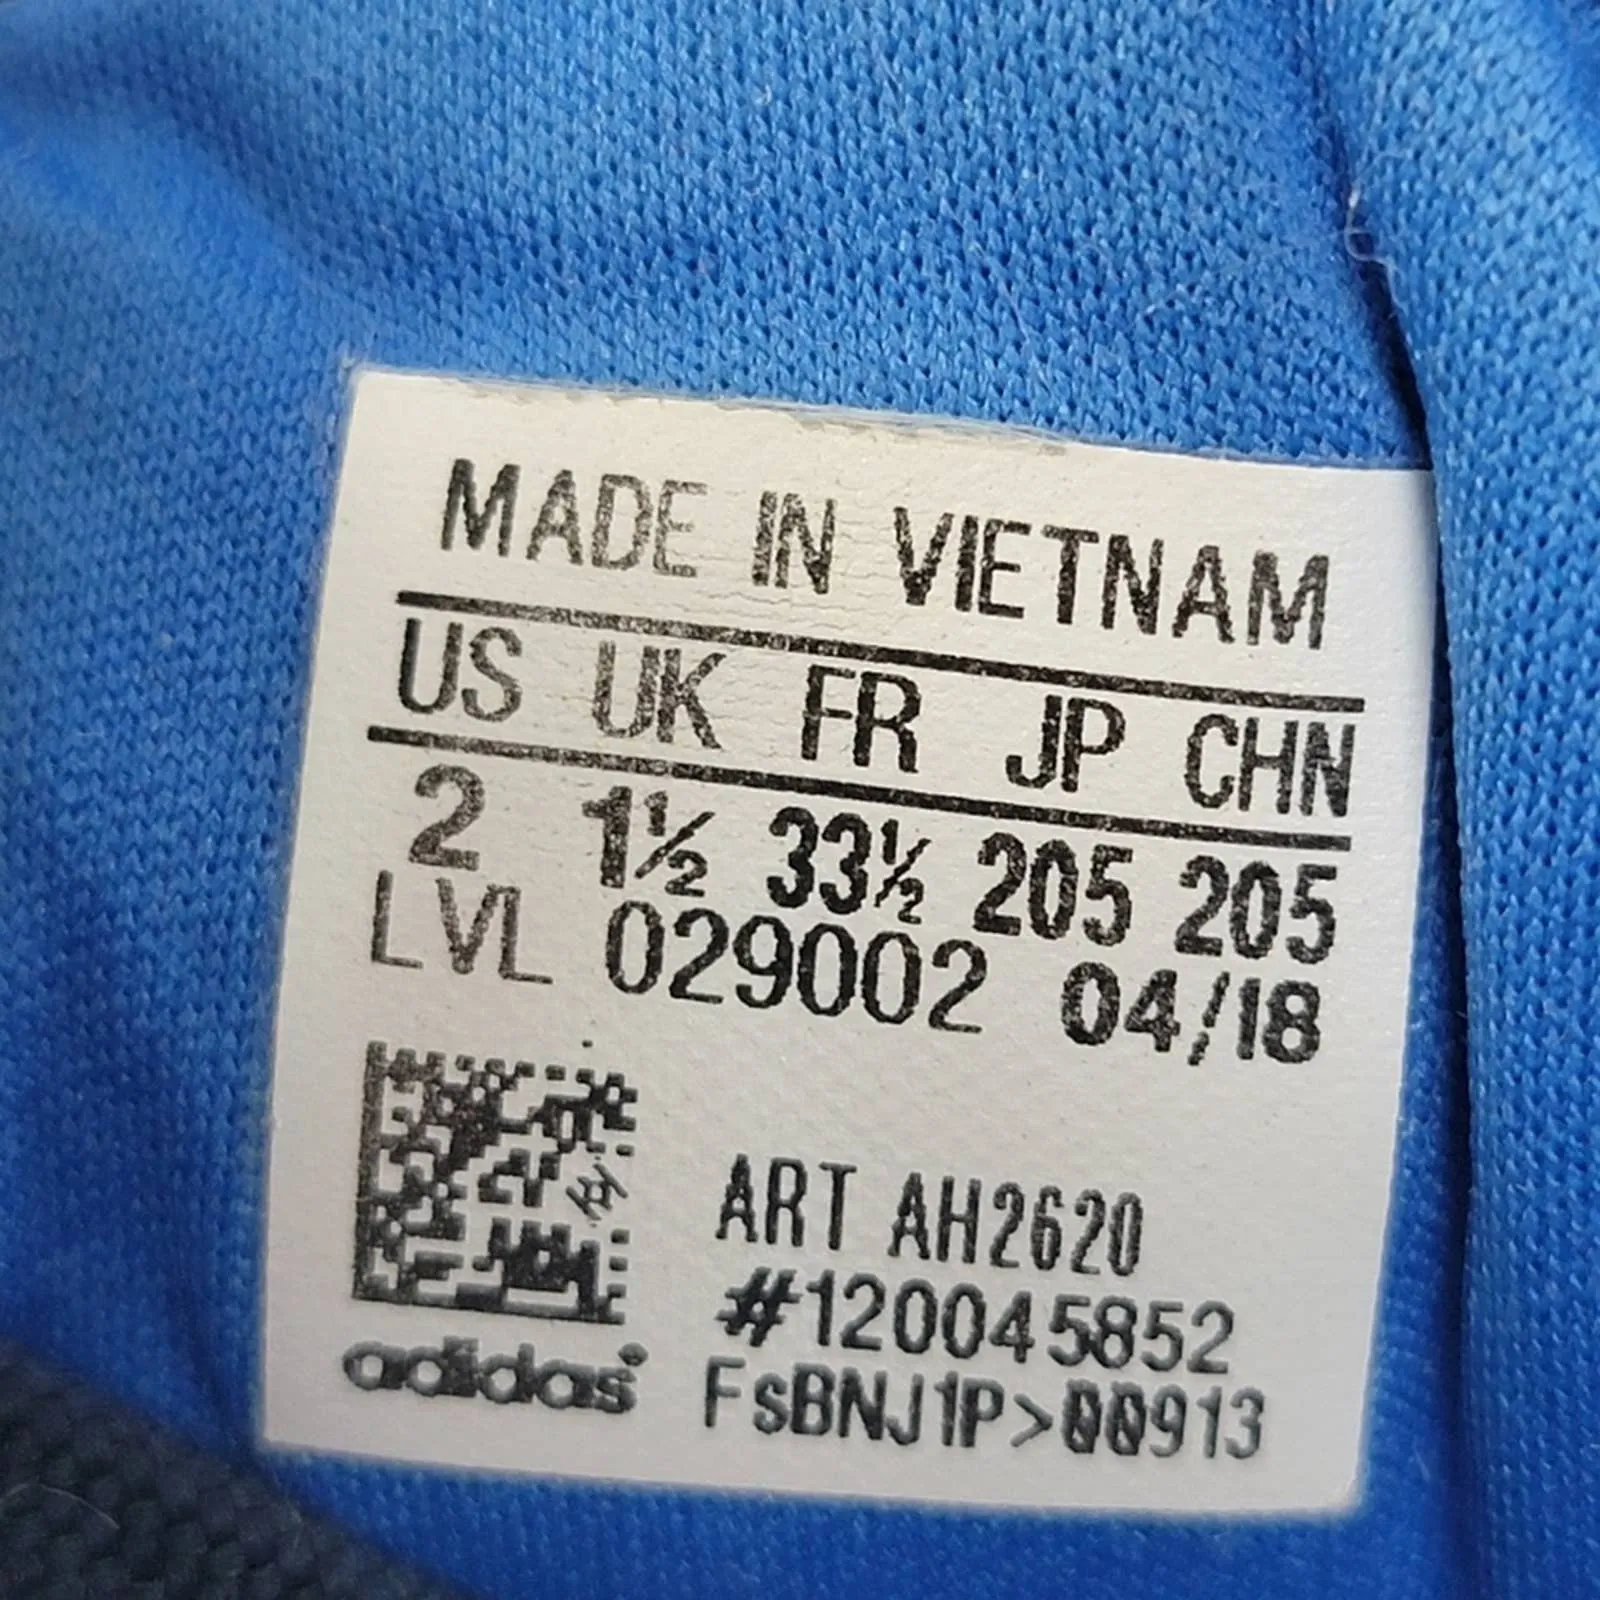 MADE IN VIETNAM
US UK FR JP CHN
2 1½ 33½ 205 205
LVL 029002 04/18
ART AH2620
#120045852
FsBNJ1P>00913
adidas